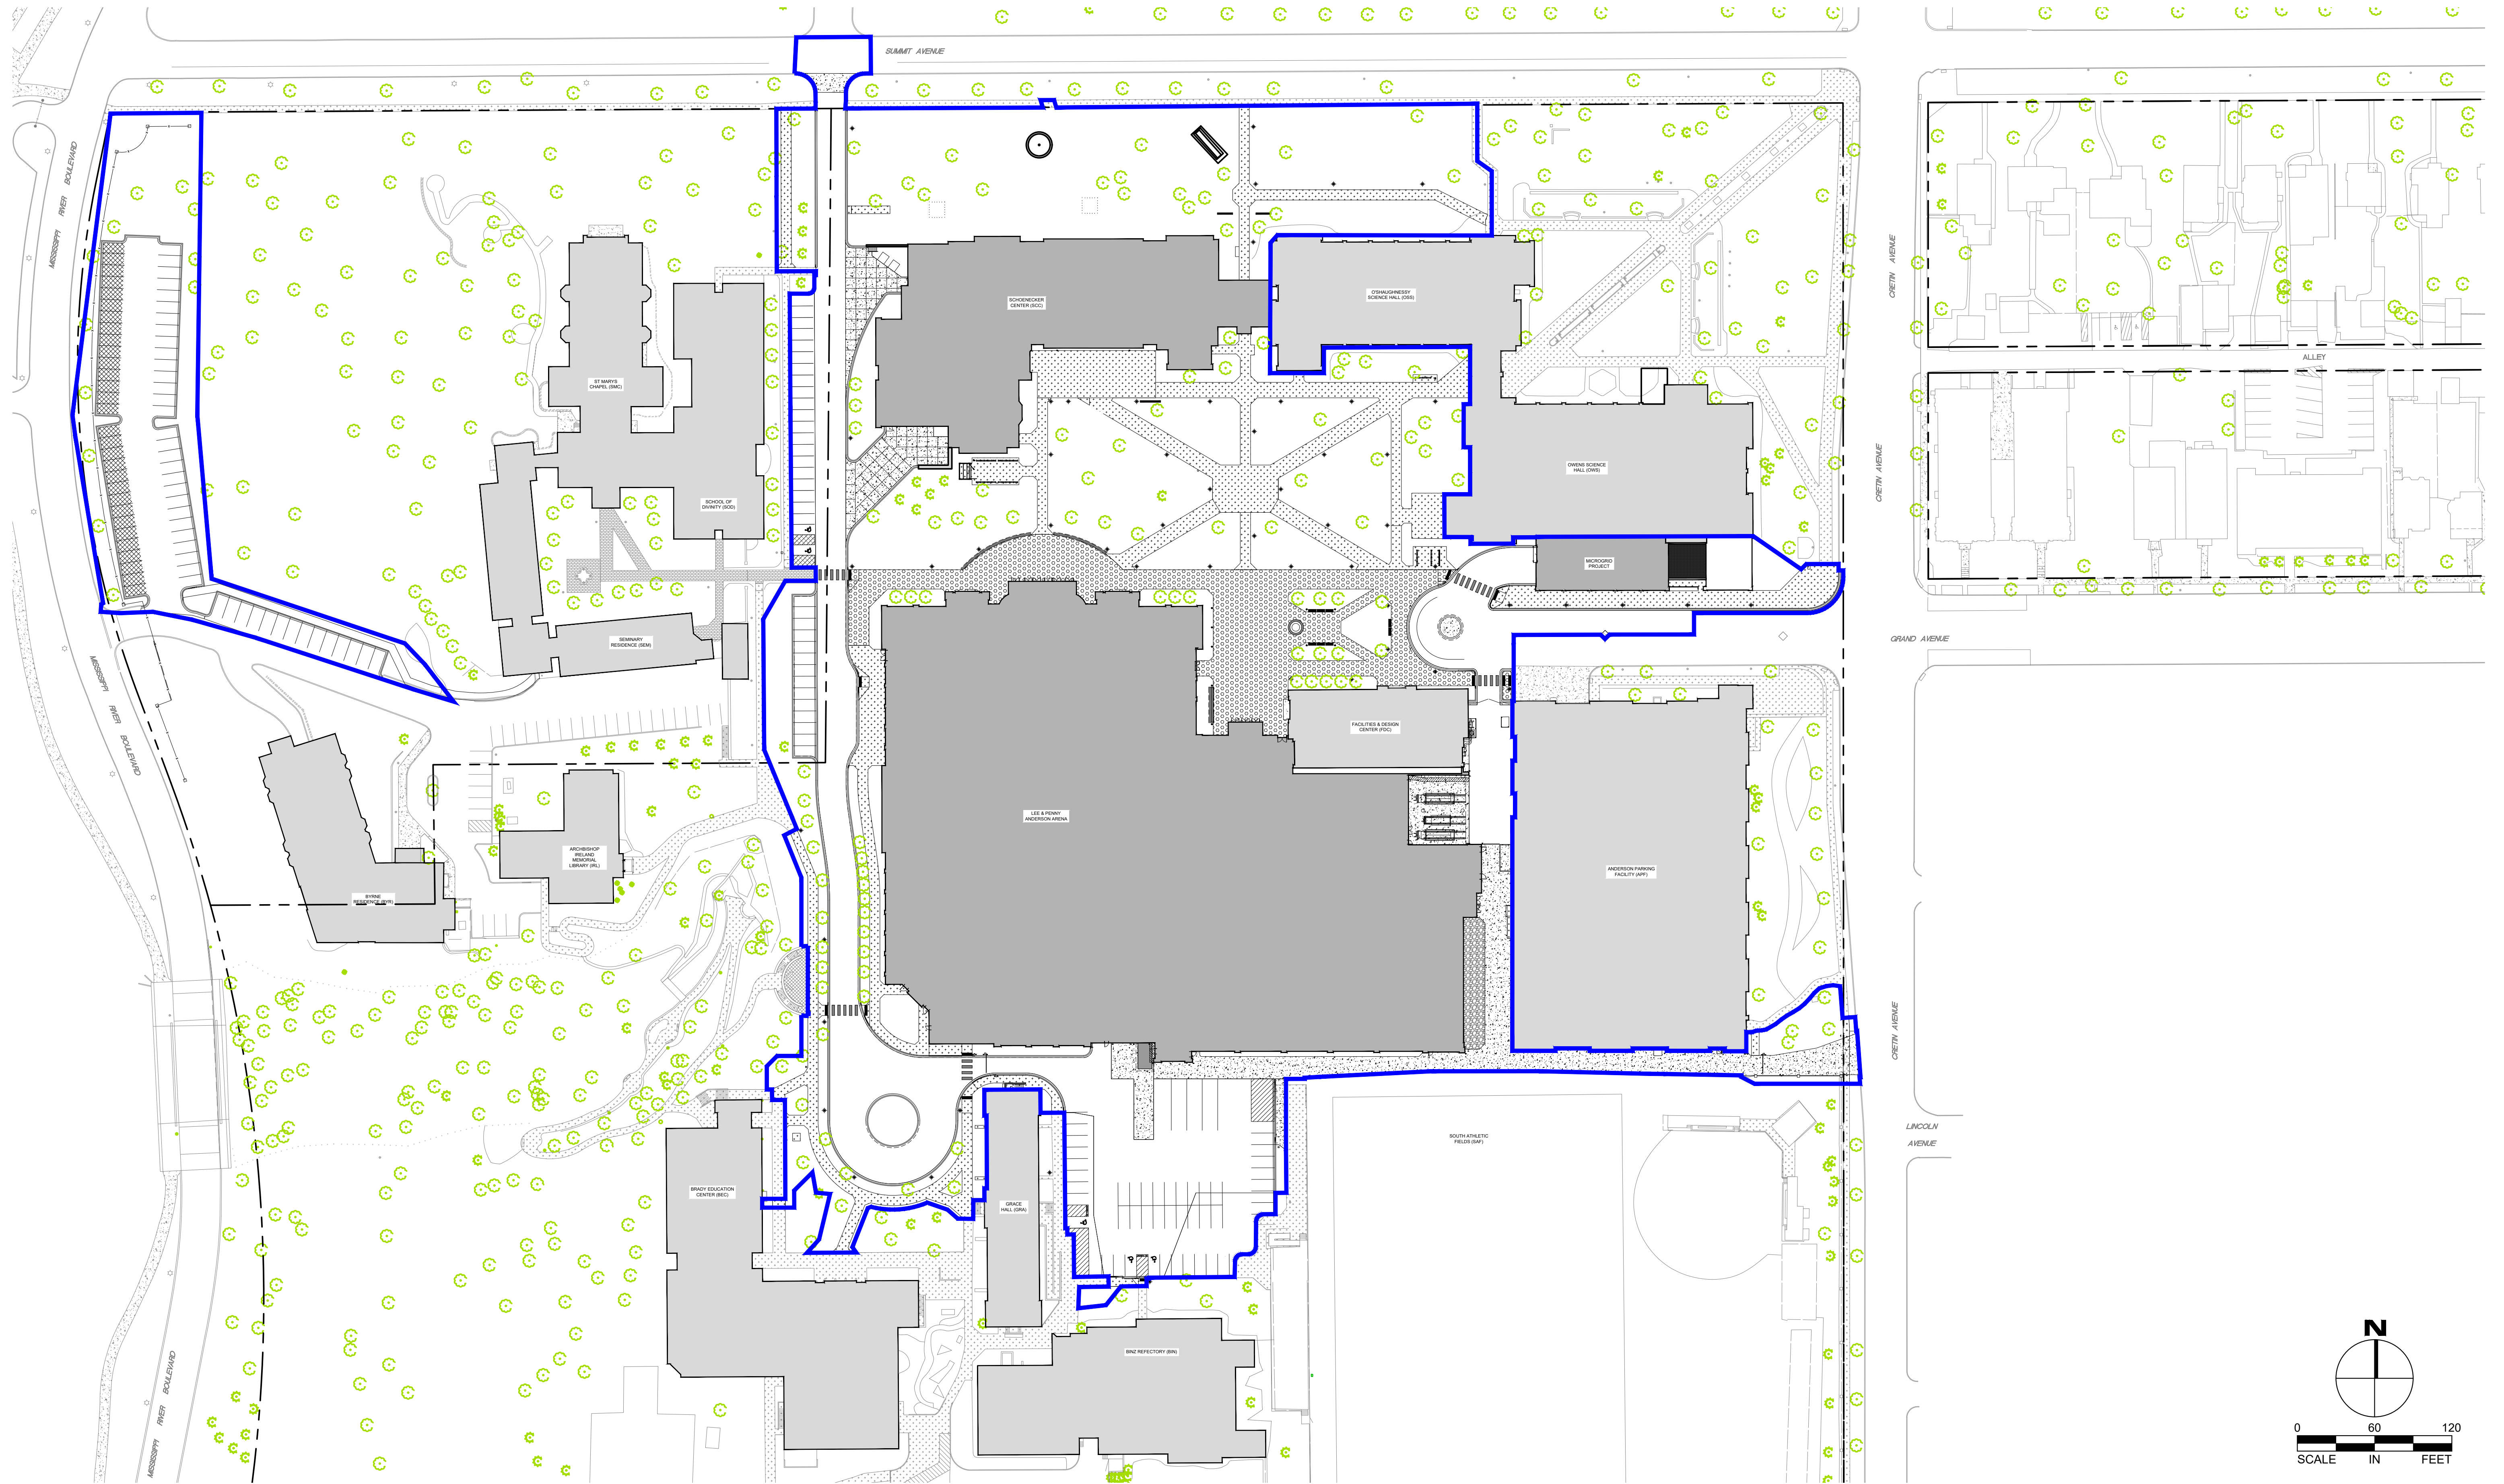 SUMMIT AVENUE
MISSISSIPPI RIVER BOULEVARD
CRETIN AVENUE
SCHOENECKER
CENTER (SCC)
O'SHAUGHNESSY
SCIENCE HALL (OSS)
ALLEY
ST MARYS
CHAPEL (SMC)
CRETIN AVENUE
OWENS SCIENCE
HALL (OWS)
SCHOOL OF
DIVINITY (SOD)
MICROGRID
PROJECT
SEMINARY
RESIDENCE (SEM)
GRAND AVENUE
MISSISSIPPI RIVER BOULEVARD
FACILITIES & DESIGN
CENTER (FDC)
LEE & PENNY
ANDERSON ARENA
ARCHBISHOP
IRELAND
MEMORIAL
LIBRARY (IRL)
ANDERSON PARKING
FACILITY (APF)
BYRNE
RESIDENCE (BYR)
CRETIN AVENUE
LINCOLN
AVENUE
SOUTH ATHLETIC
FIELDS (SAF)
BRADY EDUCATION
CENTER (BEC)
GRACE
HALL (GRA)
BINZ REFECTORY (BIN)
MISSISSIPPI RIVER BOULEVARD
N
0 60 120
SCALE IN FEET